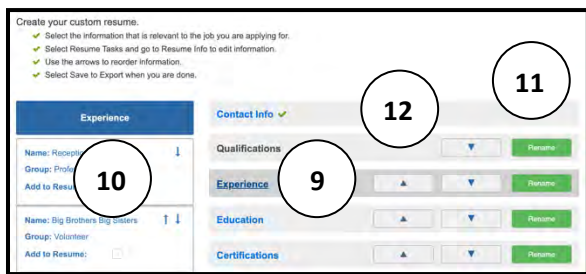 Create your custom resume.
✔ Select the information that is relevant to the job you are applying for.
✔ Select Resume Tasks and go to Resume Info to edit information.
✔ Use the arrows to reorder information.
✔ Select Save to Export when you are done.
11
12
Experience
Contact Info ✔
Name:
Group:
Add to
10
Qualifications ▼ Rename
Experience 9 ▲ ▼ Rename
Name: Big Brothers Big Sisters ↑ ↓
Group: Volunteer
Add to Resume:
Education ▲ ▼ Rename
Certifications ▲ ▼ Rename